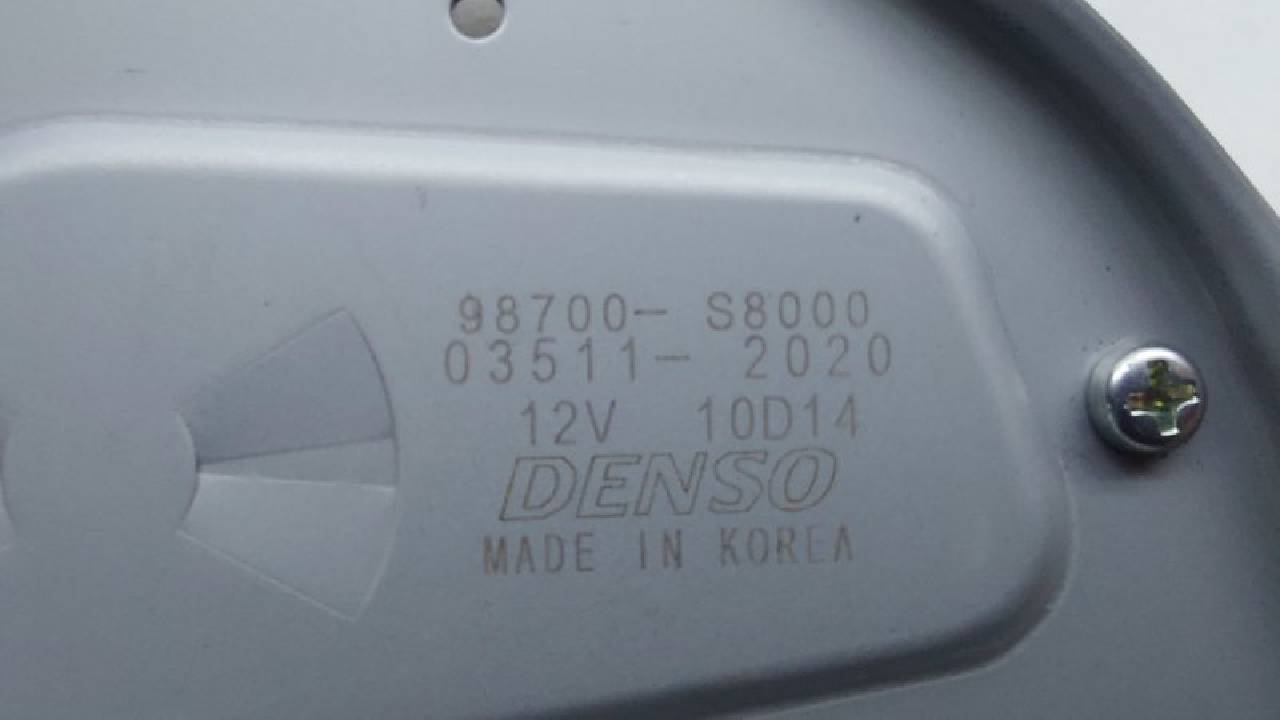 98700- S8000
03511- 2020
12V 10D14
DENSO
MADE IN KOREA